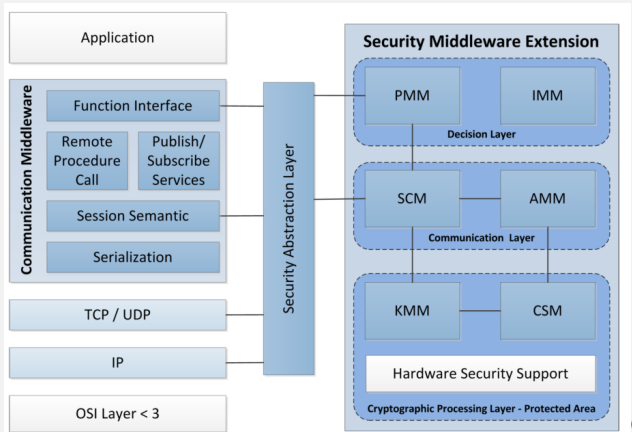 Application
Communication Middleware
Function Interface
Remote
Procedure
Call
Publish/
Subscribe
Services
Session Semantic
Serialization
TCP / UDP
IP
OSI Layer < 3
Security Abstraction Layer
Security Middleware Extension
PMM
IMM
Decision Layer
SCM
AMM
Communication Layer
KMM
CSM
Hardware Security Support
Cryptographic Processing Layer - Protected Area